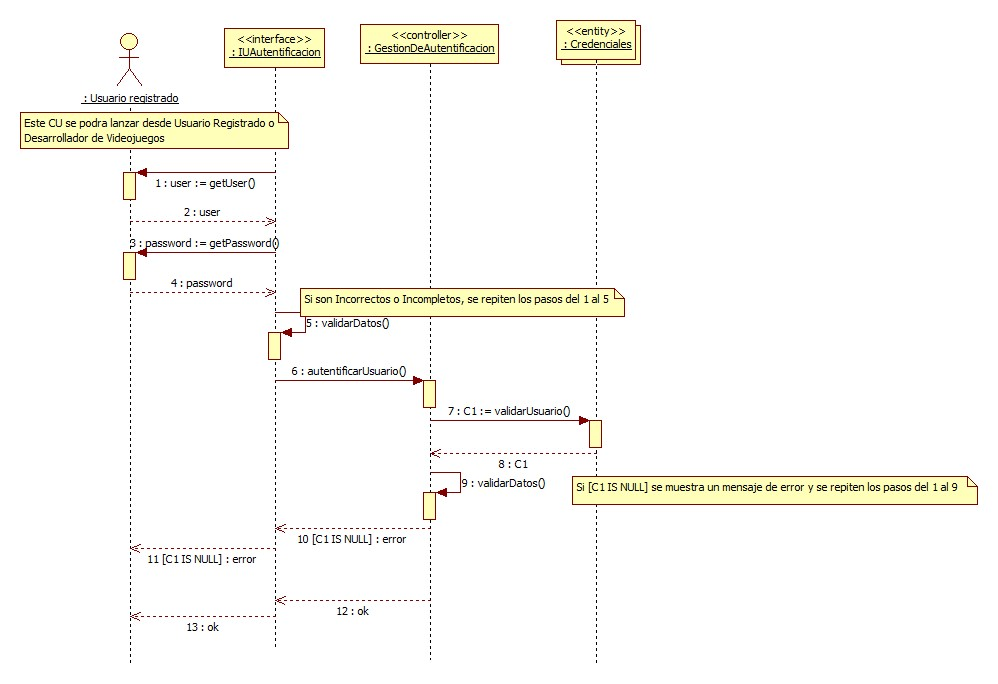 <<interface>>
: IUAutentificacion
<<controller>>
: GestionDeAutentificacion
<<entity>>
: Credenciales
: Usuario registrado
Este CU se podra lanzar desde Usuario Registrado o
Desarrollador de Videojuegos
1 : user := getUser()
2 : user
3 : password := getPassword()
4 : password
Si son Incorrectos o Incompletos, se repiten los pasos del 1 al 5
5 : validarDatos()
6 : autentificarUsuario()
7 : C1 := validarUsuario()
8 : C1
9 : validarDatos()
Si [C1 IS NULL] se muestra un mensaje de error y se repiten los pasos del 1 al 9
10 [C1 IS NULL] : error
11 [C1 IS NULL] : error
12 : ok
13 : ok